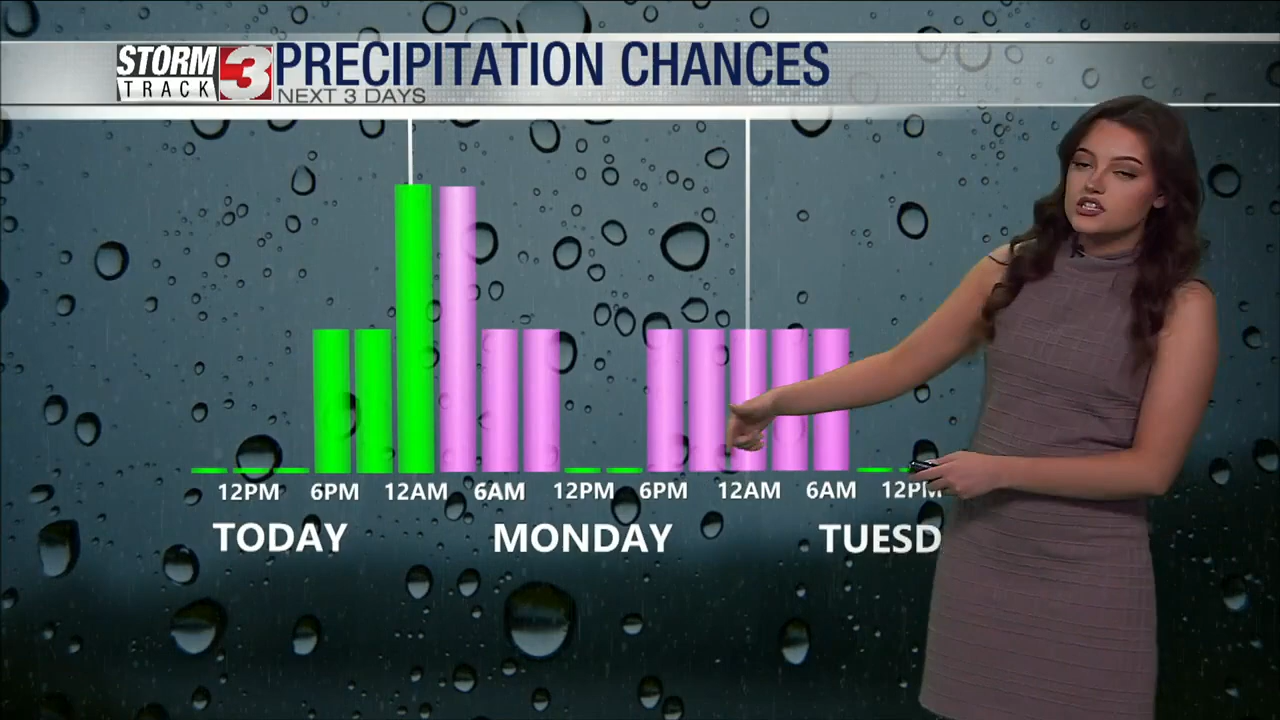 STORM TRACK 3
PRECIPITATION CHANCES
NEXT 3 DAYS
12PM 6PM 12AM 6AM 12PM 6PM 12AM 6AM 12PM
TODAY MONDAY TUESD